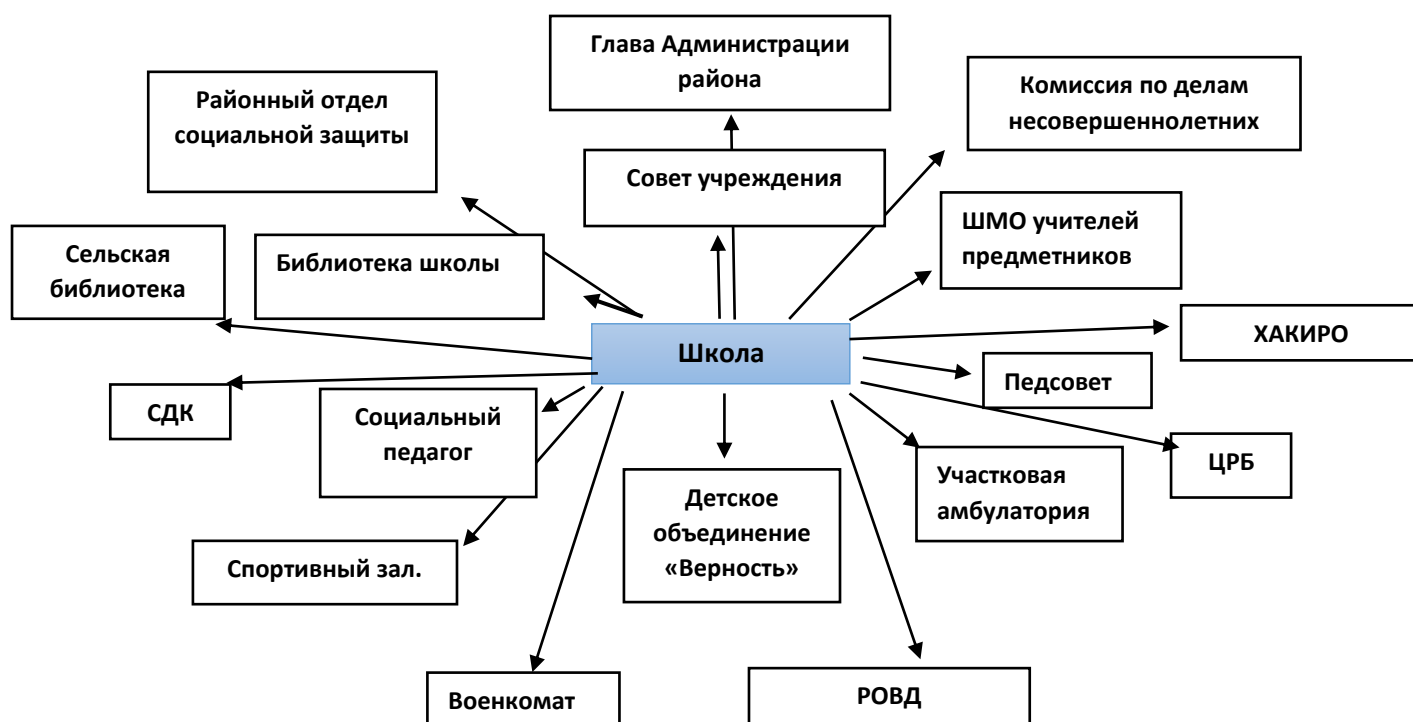 Глава Администрации
района
Районный отдел
социальной защиты
Комиссия по делам
несовершеннолетних
Совет учреждения
ШМО учителей
предметников
Сельская
библиотека
Библиотека школы
ХАКИРО
Школа
Педсовет
СДК
Социальный
педагог
ЦРБ
Участковая
амбулатория
Детское
объединение
«Верность»
Спортивный зал.
Военкомат
РОВД